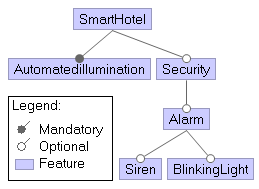 SmartHotel
Automatedillumination
Security
Legend:
Mandatory
Optional
Feature
Alarm
Siren
BlinkingLight